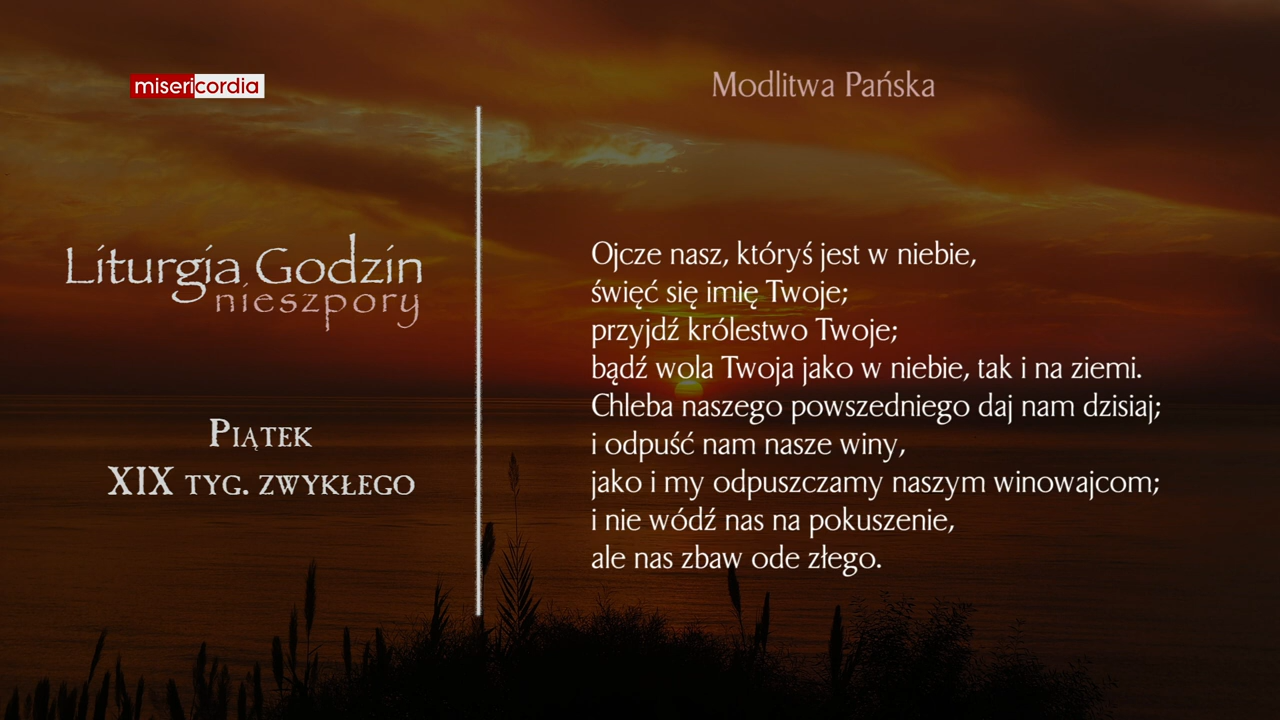 misericordia
Liturgia Godzin
nieszpory
Piątek
XIX tyg. zwykłego
Modlitwa Pańska
Ojcze nasz, któryś jest w niebie,
święć się imię Twoje;
przyjdź królestwo Twoje;
bądź wola Twoja jako w niebie, tak i na ziemi.
Chleba naszego powszedniego daj nam dzisiaj;
i odpuść nam nasze winy,
jako i my odpuszczamy naszym winowajcom;
i nie wódź nas na pokuszenie,
ale nas zbaw ode złego.